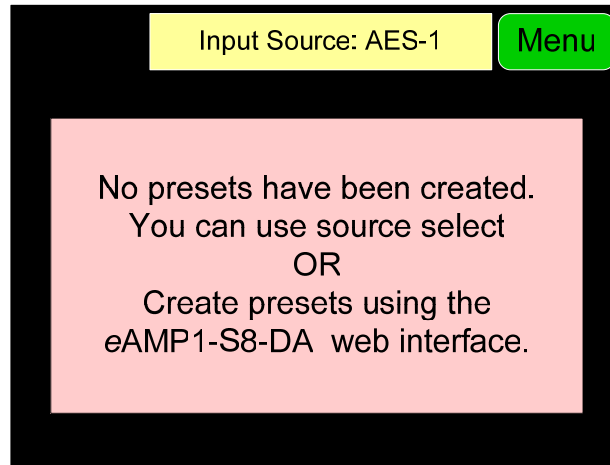 Input Source: AES-1
Menu
No presets have been created.
You can use source select
OR
Create presets using the
eAMP1-S8-DA web interface.